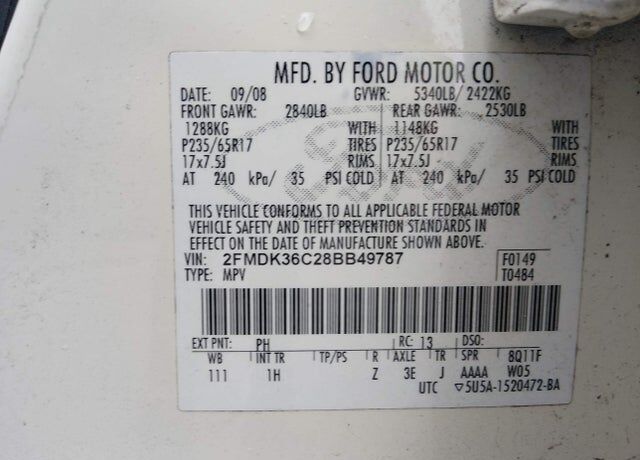 MFD. BY FORD MOTOR CO.
DATE: 09/08 GVWR: 5340LB/ 2422KG
FRONT GAWR: 2840LB REAR GAWR: 2530LB
1288KG WITH 1148KG WITH
P235/65R17 TIRES P235/65R17 TIRES
17x7.5J RIMS 17x7.5J RIMS
AT 240 kPa/ 35 PSI COLD AT 240 kPa/ 35 PSI COLD
THIS VEHICLE CONFORMS TO ALL APPLICABLE FEDERAL MOTOR
VEHICLE SAFETY AND THEFT PREVENTION STANDARDS IN
EFFECT ON THE DATE OF MANUFACTURE SHOWN ABOVE.
VIN: 2FMDK36C28BB49787 F0149
TYPE: MPV T0484
EXT PNT: PH RC: 13 DSO:
WB INT TR TP/PS R AXLE TR SPR 8Q11F
111 1H Z 3E J AAAA W05
UTC ▽5U5A-1520472-BA